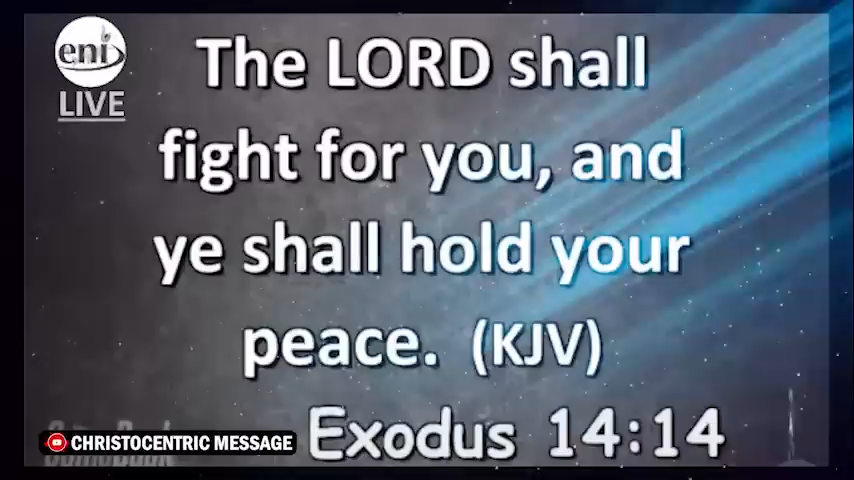 eni
LIVE
The LORD shall
fight for you, and
ye shall hold your
peace. (KJV)
Exodus 14:14
CHRISTOCENTRIC MESSAGE